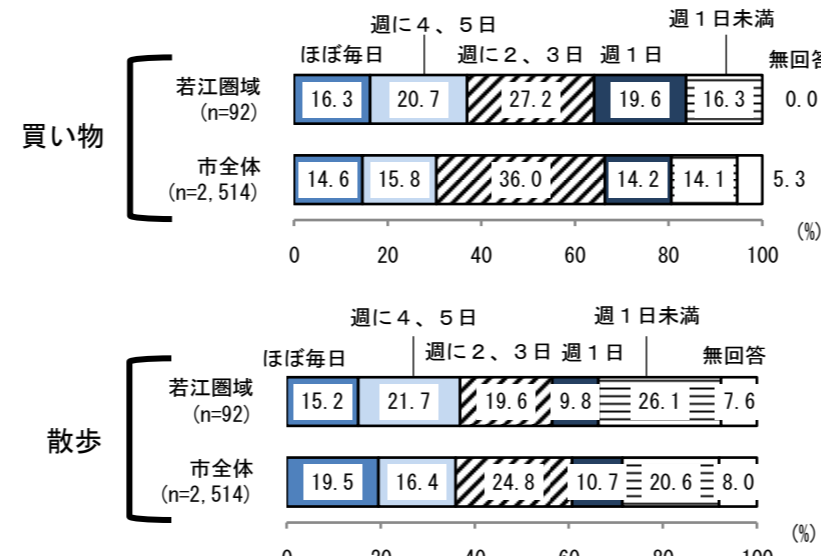 週に４、５日
週１日未満
ほぼ毎日
週に２、３日
週１日
無回答
買い物
若江圏域
(n=92)
16.3
20.7
27.2
19.6
16.3
0.0
市全体
(n=2,514)
14.6
15.8
36.0
14.2
14.1
5.3
(%)
0 20 40 60 80 100
週に４、５日
週１日未満
ほぼ毎日
週に２、３日
週１日
無回答
散歩
若江圏域
(n=92)
15.2
21.7
19.6
9.8
26.1
7.6
市全体
(n=2,514)
19.5
16.4
24.8
10.7
20.6
8.0
(%)
0 20 40 60 80 100